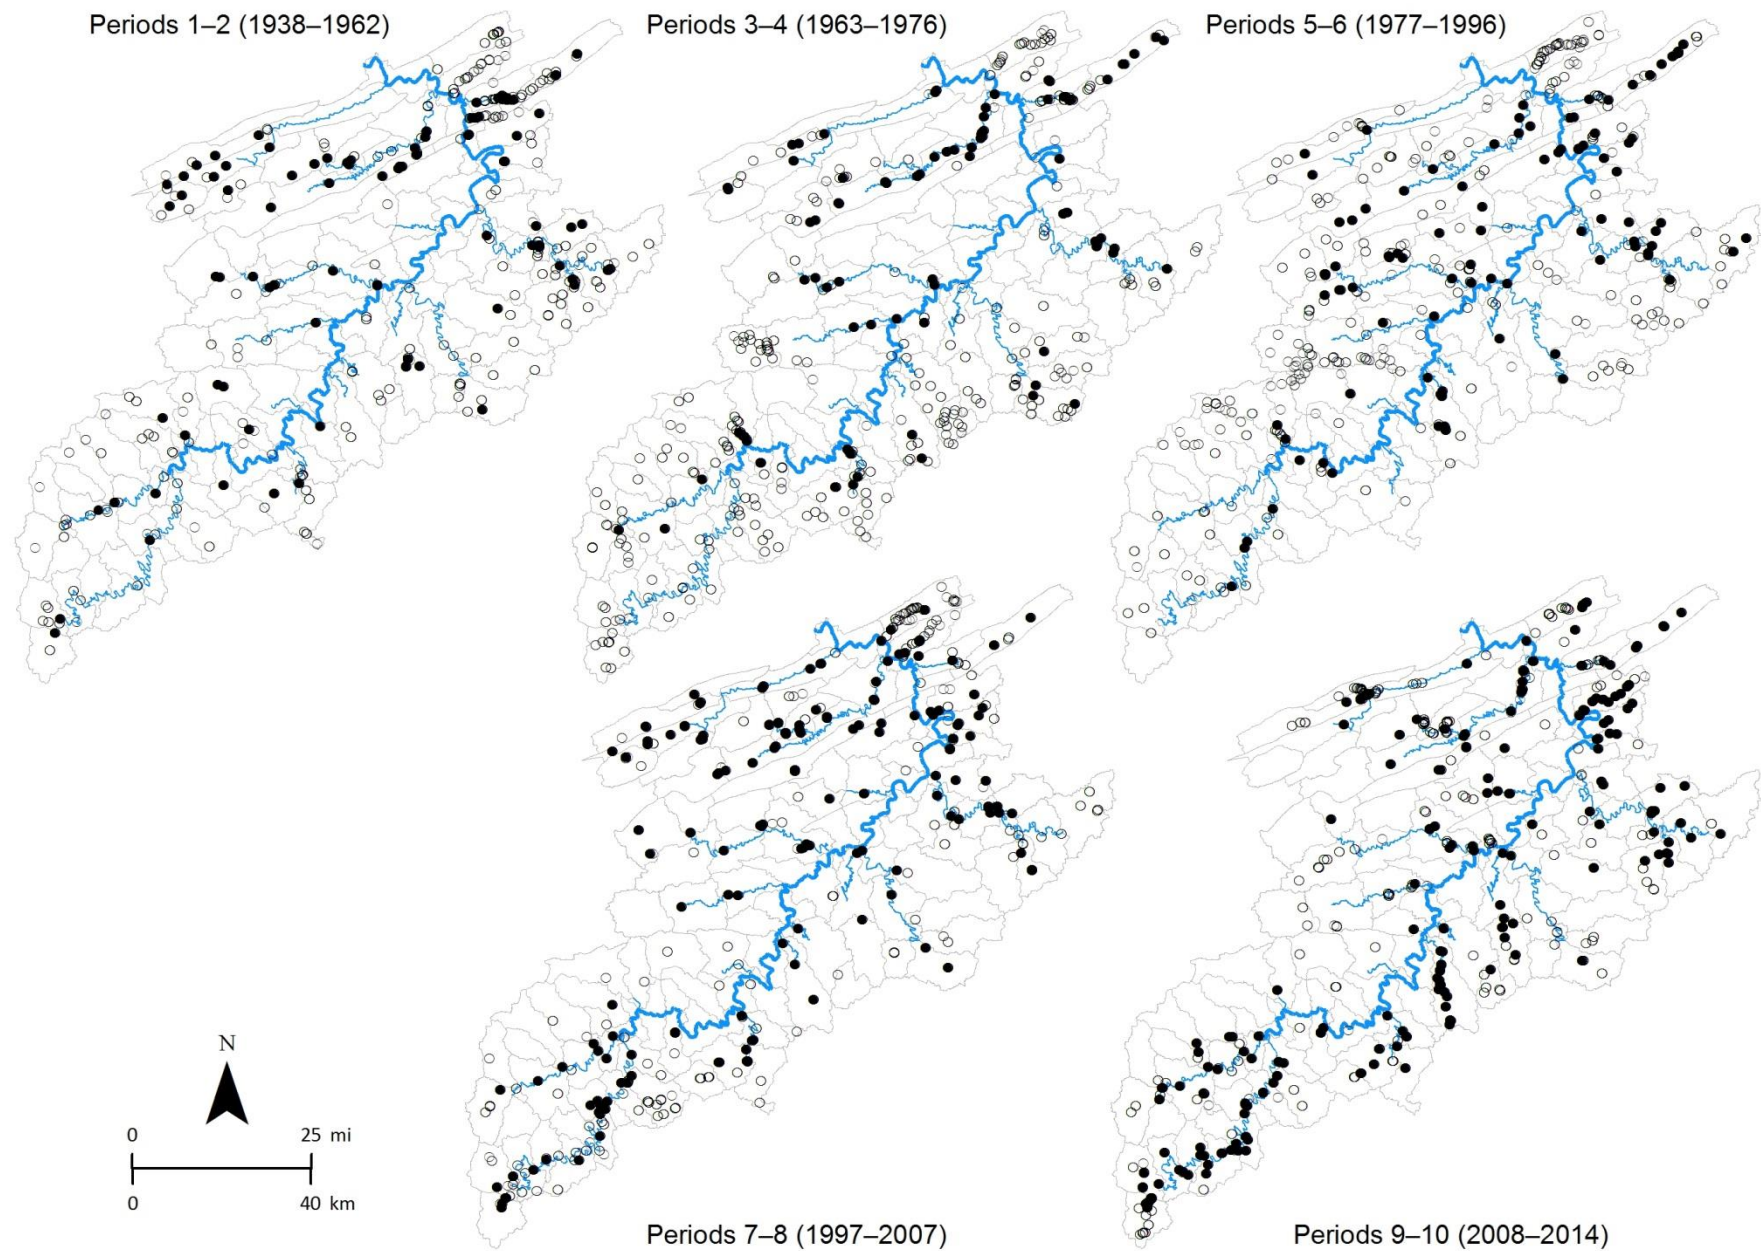 Periods 1–2 (1938–1962)
Periods 3–4 (1963–1976)
Periods 5–6 (1977–1996)
N
0 25 mi
0 40 km
Periods 7–8 (1997–2007)
Periods 9–10 (2008–2014)